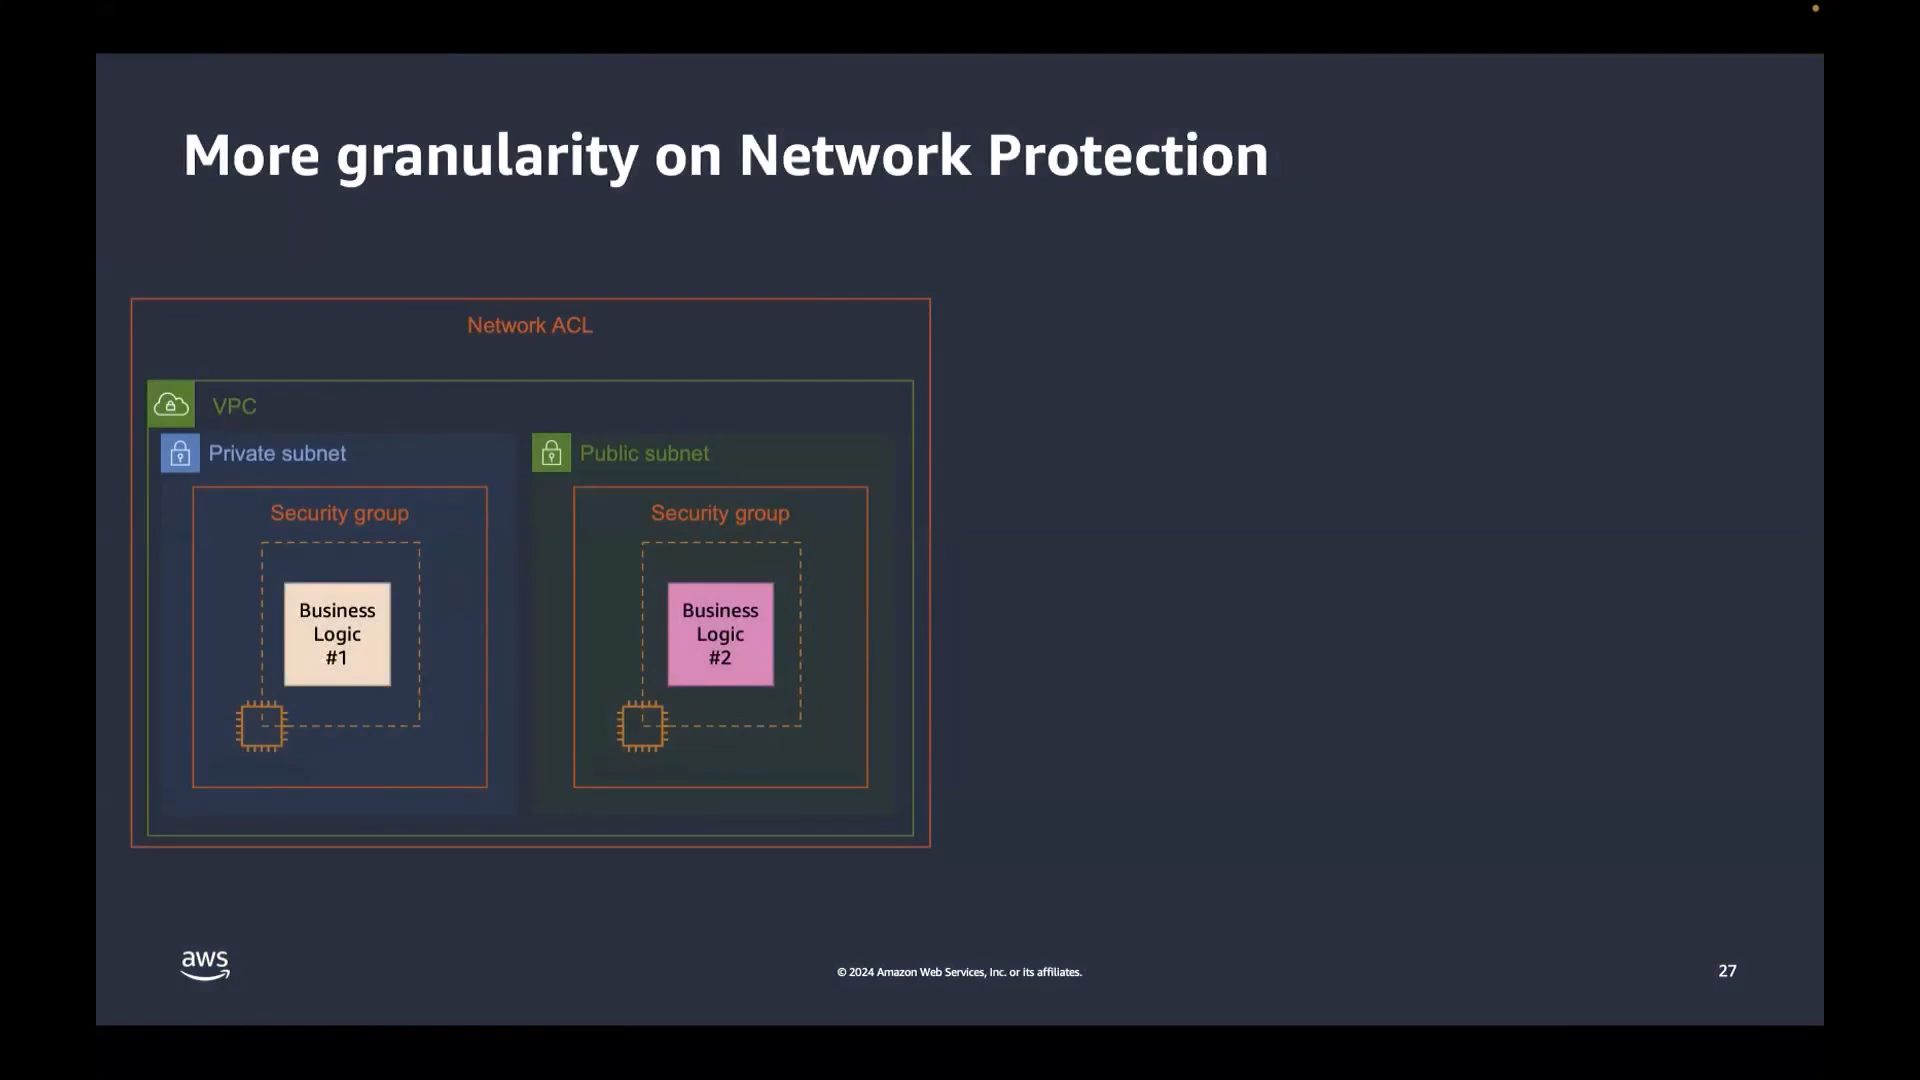 More granularity on Network Protection
Network ACL
VPC
Private subnet
Public subnet
Security group
Security group
Business
Logic
#1
Business
Logic
#2
aws
© 2024 Amazon Web Services, Inc. or its affiliates.
27